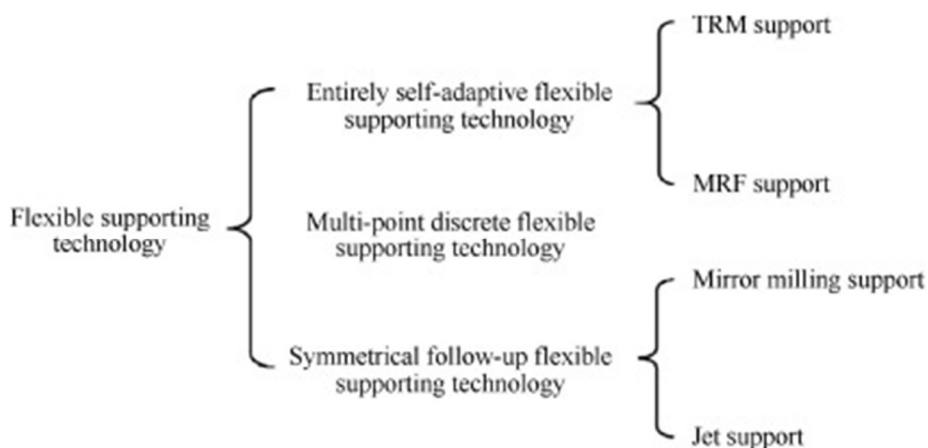 Flexible supporting
technology
Entirely self-adaptive flexible
supporting technology
TRM support
MRF support
Multi-point discrete flexible
supporting technology
Symmetrical follow-up flexible
supporting technology
Mirror milling support
Jet support